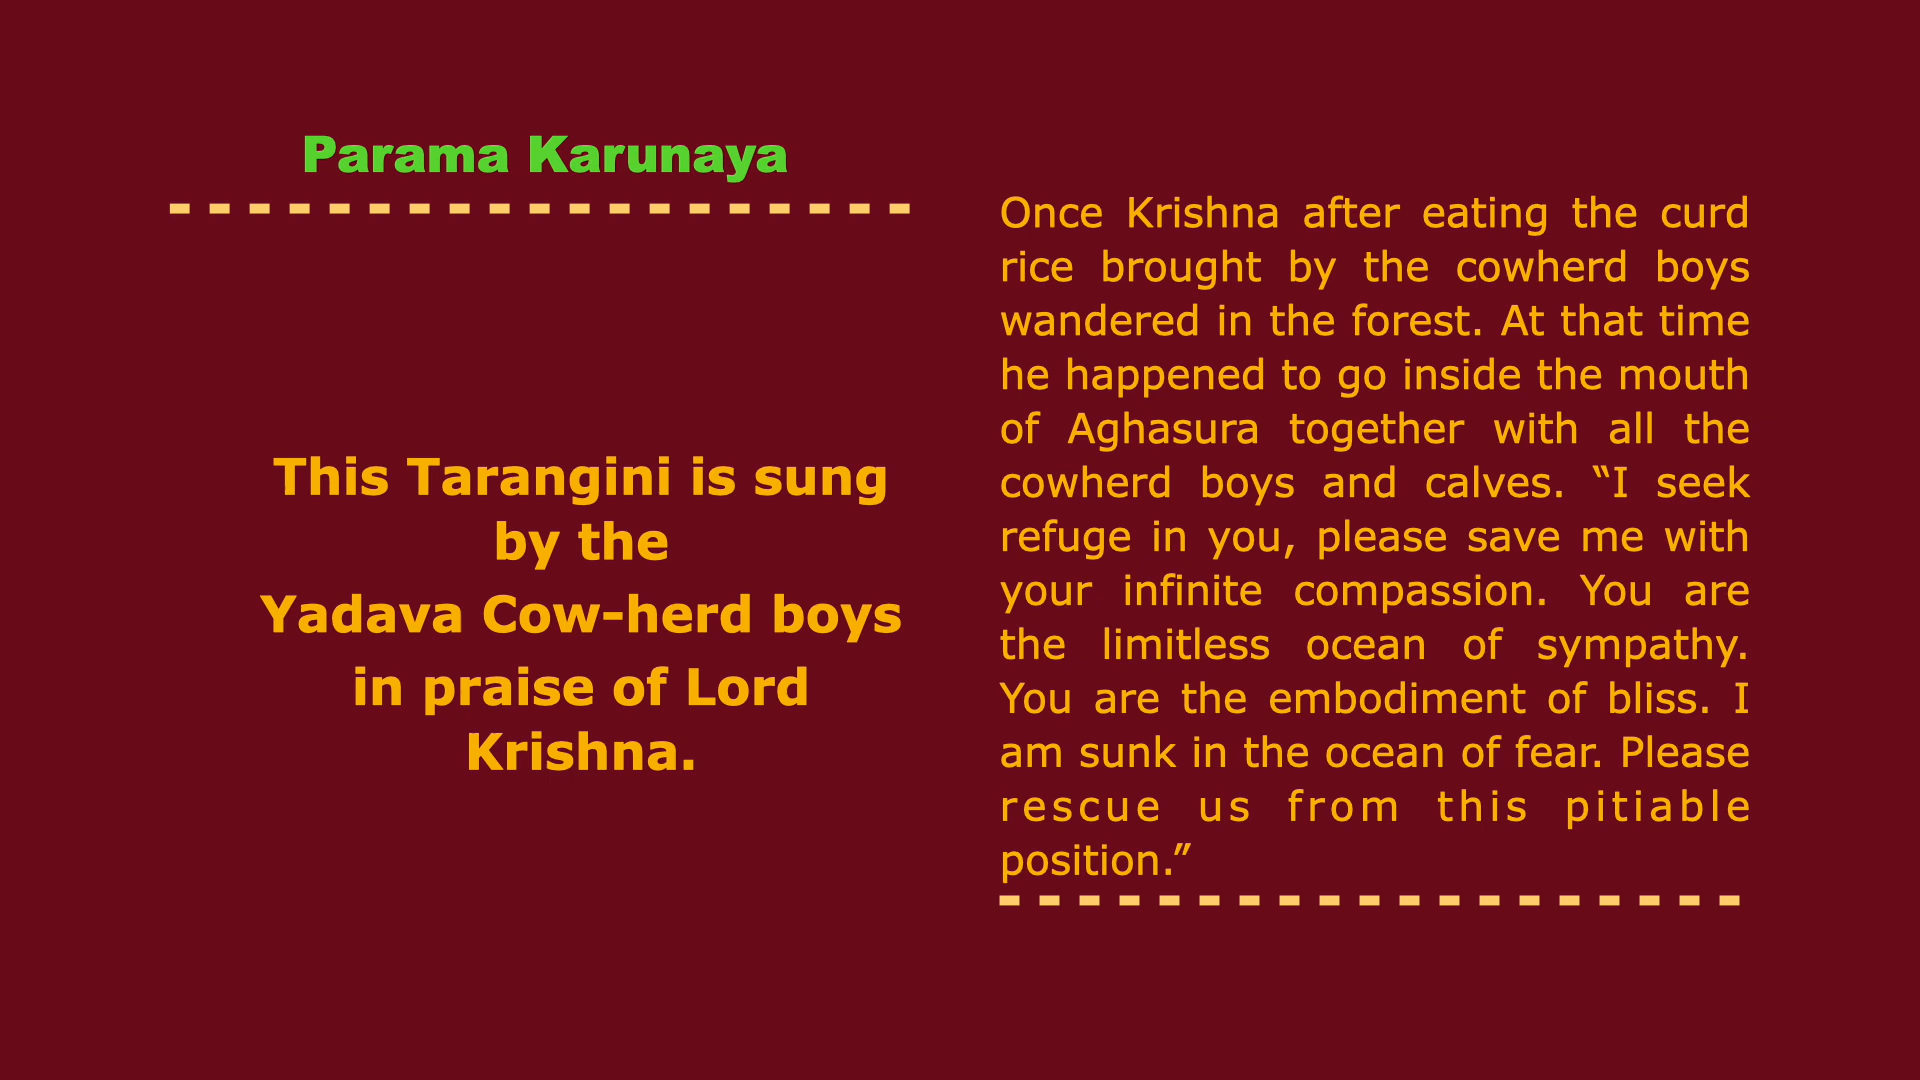 Parama Karunaya
This Tarangini is sung
by the
Yadava Cow-herd boys
in praise of Lord
Krishna.
Once Krishna after eating the curd
rice brought by the cowherd boys
wandered in the forest. At that time
he happened to go inside the mouth
of Aghasura together with all the
cowherd boys and calves. “I seek
refuge in you, please save me with
your infinite compassion. You are
the limitless ocean of sympathy.
You are the embodiment of bliss. I
am sunk in the ocean of fear. Please
rescue us from this pitiable
position.”